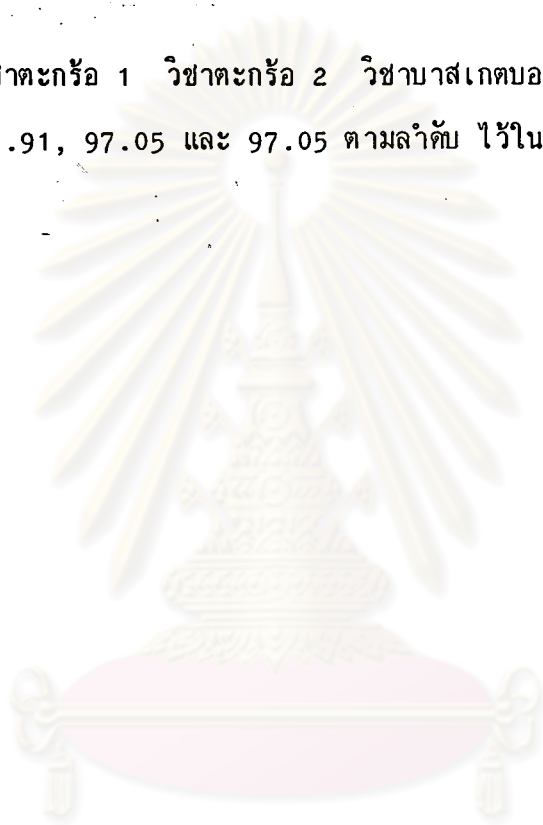 าตะกร้อ 1 วิชาตะกร้อ 2 วิชาบาสเกตบอ
.91, 97.05 และ 97.05 ตามลำดับ ไว้ใน